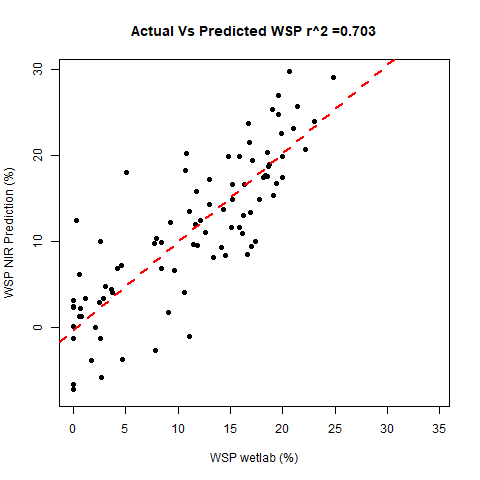 Actual Vs Predicted WSP r^2 =0.703
WSP NIR Prediction (%)
30
20
10
0
0 5 10 15 20 25 30 35
WSP wetlab (%)